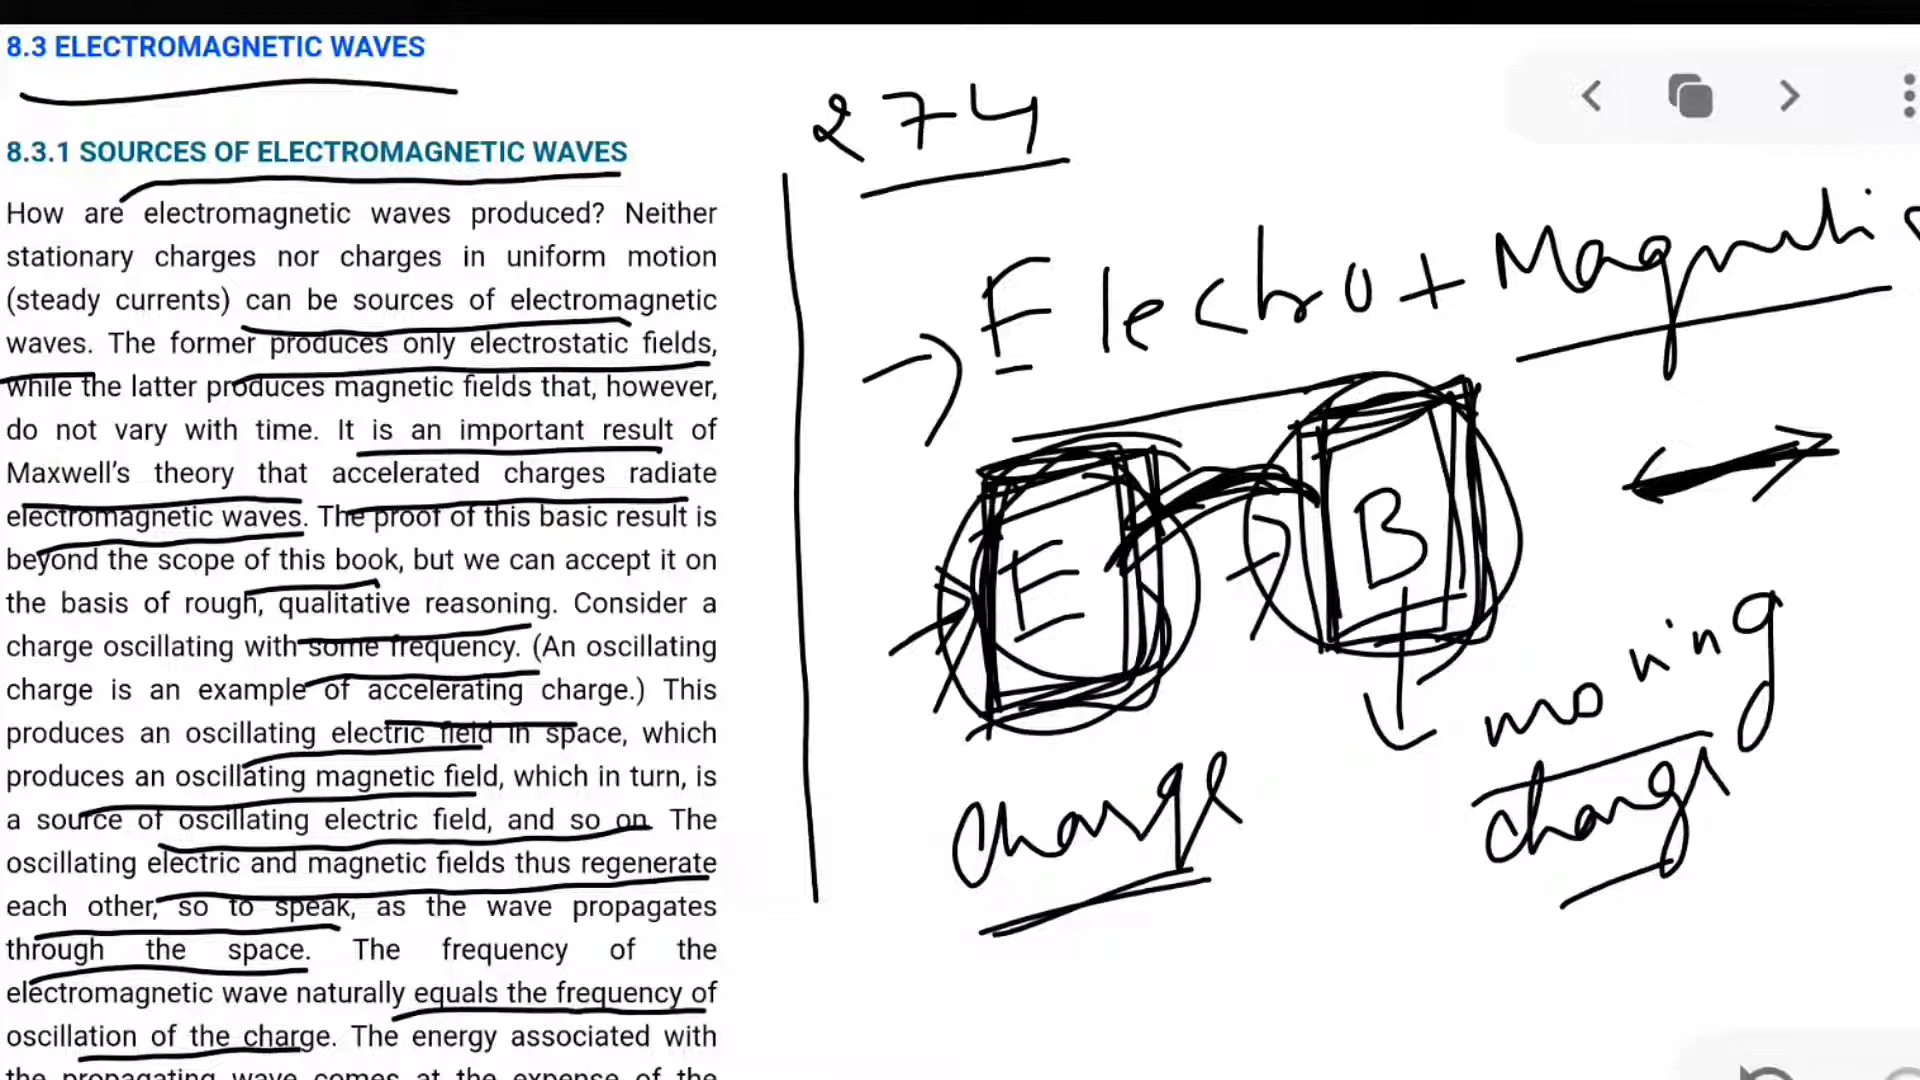 8.3 ELECTROMAGNETIC WAVES
8.3.1 SOURCES OF ELECTROMAGNETIC WAVES
How are electromagnetic waves produced? Neither
stationary charges nor charges in uniform motion
(steady currents) can be sources of electromagnetic
waves. The former produces only electrostatic fields,
while the latter produces magnetic fields that, however,
do not vary with time. It is an important result of
Maxwell’s theory that accelerated charges radiate
electromagnetic waves. The proof of this basic result is
beyond the scope of this book, but we can accept it on
the basis of rough, qualitative reasoning. Consider a
charge oscillating with some frequency. (An oscillating
charge is an example of accelerating charge.) This
produces an oscillating electric field in space, which
produces an oscillating magnetic field, which in turn, is
a source of oscillating electric field, and so on. The
oscillating electric and magnetic fields thus regenerate
each other, so to speak, as the wave propagates
through the space. The frequency of the
electromagnetic wave naturally equals the frequency of
oscillation of the charge. The energy associated with
the propagating wave comes at the expense of the
274
Electro + Magneti
E
B
charge
moving
charge